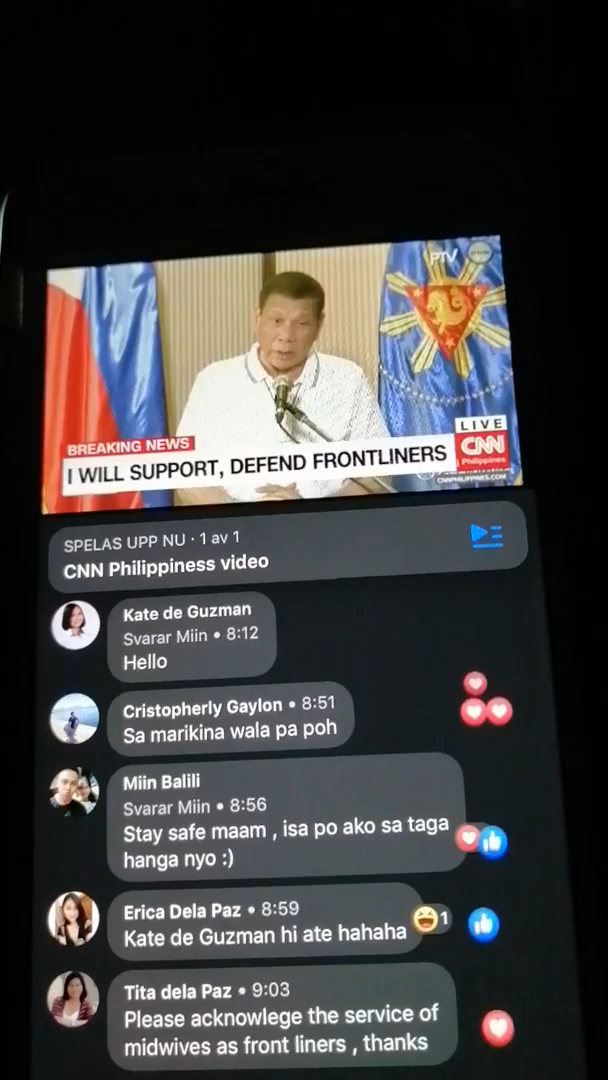 PTV
LIVE
CNN
Philippines
CNNPHILIPPINES.COM
BREAKING NEWS
I WILL SUPPORT, DEFEND FRONTLINERS
SPELAS UPP NU · 1 av 1
CNN Philippiness video
Kate de Guzman
Svarar Miin • 8:12
Hello
Cristopherly Gaylon • 8:51
Sa marikina wala pa poh
Miin Balili
Svarar Miin • 8:56
Stay safe maam , isa po ako sa taga
hanga nyo :)
Erica Dela Paz • 8:59
Kate de Guzman hi ate hahaha
1
Tita dela Paz • 9:03
Please acknowlege the service of
midwives as front liners , thanks